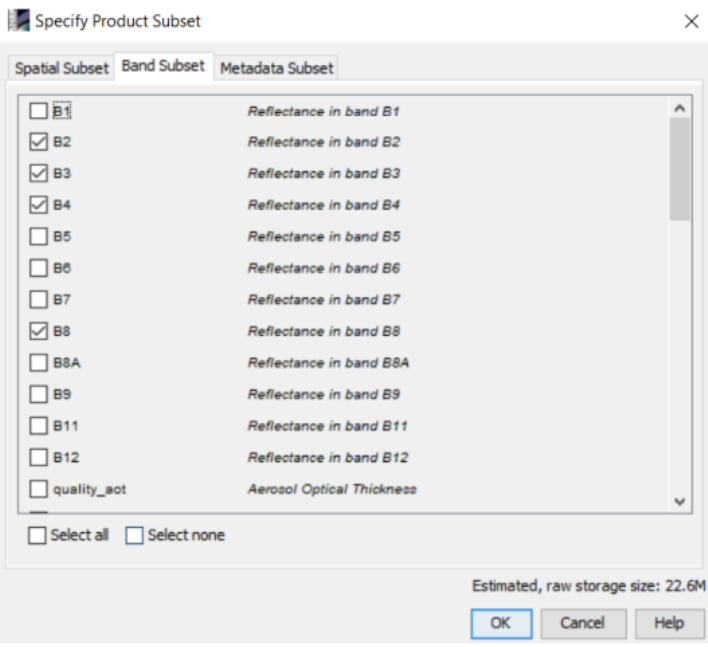 Specify Product Subset
Spatial Subset Band Subset Metadata Subset
B1 Reflectance in band B1
B2 Reflectance in band B2
B3 Reflectance in band B3
B4 Reflectance in band B4
B5 Reflectance in band B5
B6 Reflectance in band B6
B7 Reflectance in band B7
B8 Reflectance in band B8
B8A Reflectance in band B8A
B9 Reflectance in band B9
B11 Reflectance in band B11
B12 Reflectance in band B12
quality_aot Aerosol Optical Thickness
Select all Select none
Estimated, raw storage size: 22.6M
OK Cancel Help